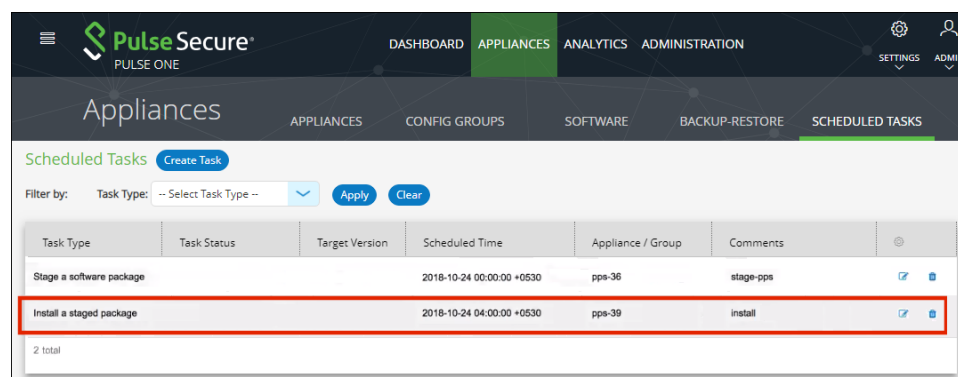 Pulse Secure®
PULSE ONE
DASHBOARD APPLIANCES ANALYTICS ADMINISTRATION
SETTINGS
ADMI
Appliances
APPLIANCES CONFIG GROUPS SOFTWARE BACKUP-RESTORE SCHEDULED TASKS
Scheduled Tasks Create Task
Filter by: Task Type: -- Select Task Type -- Apply Clear
Task Type Task Status Target Version Scheduled Time Appliance / Group Comments
Stage a software package 2018-10-24 00:00:00 +0530 pps-36 stage-pps
Install a staged package 2018-10-24 04:00:00 +0530 pps-39 install
2 total